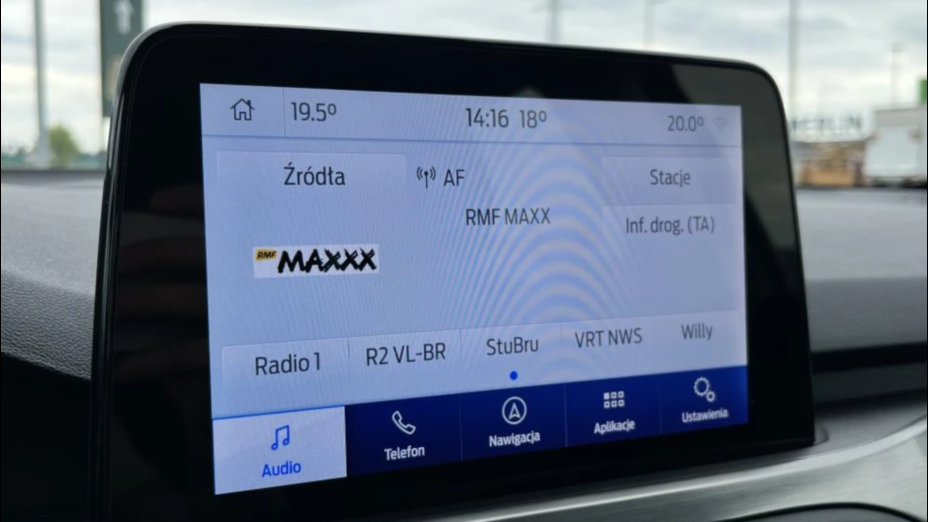 19.5°
14:16 18°
20.0°
Źródła
AF
Stacje
RMF MAXX
Inf. drog. (TA)
RMF MAXXX
Radio 1
R2 VL-BR
StuBru
VRT NWS
Willy
Audio
Telefon
Nawigacja
Aplikacje
Ustawienia